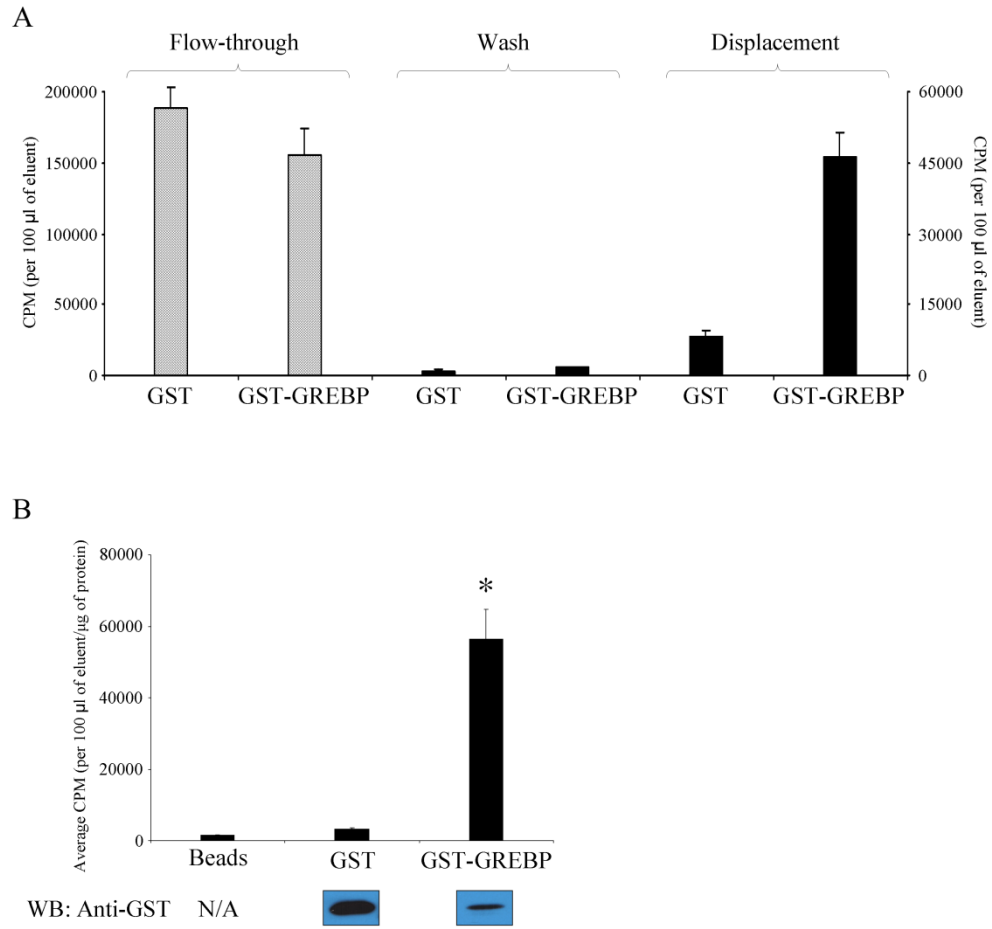 A
Flow-through Wash Displacement
CPM (per 100 µl of eluent)
200000
150000
100000
50000
0
60000
45000
30000
15000
0
CPM (per 100 µl of eluent)
GST GST-GREBP GST GST-GREBP GST GST-GREBP
B
Average CPM (per 100 µl of eluent/µg of protein)
80000
60000
40000
20000
0
*
Beads GST GST-GREBP
WB: Anti-GST N/A